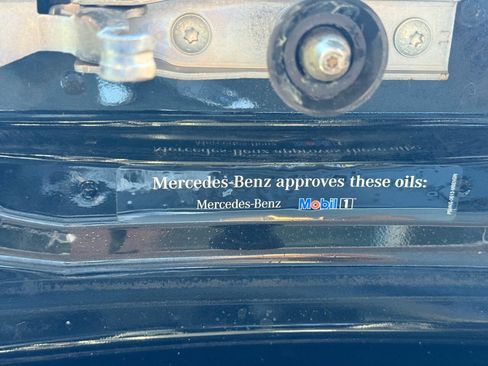 Mercedes-Benz approves these oils:
Mercedes-Benz Mobil 1